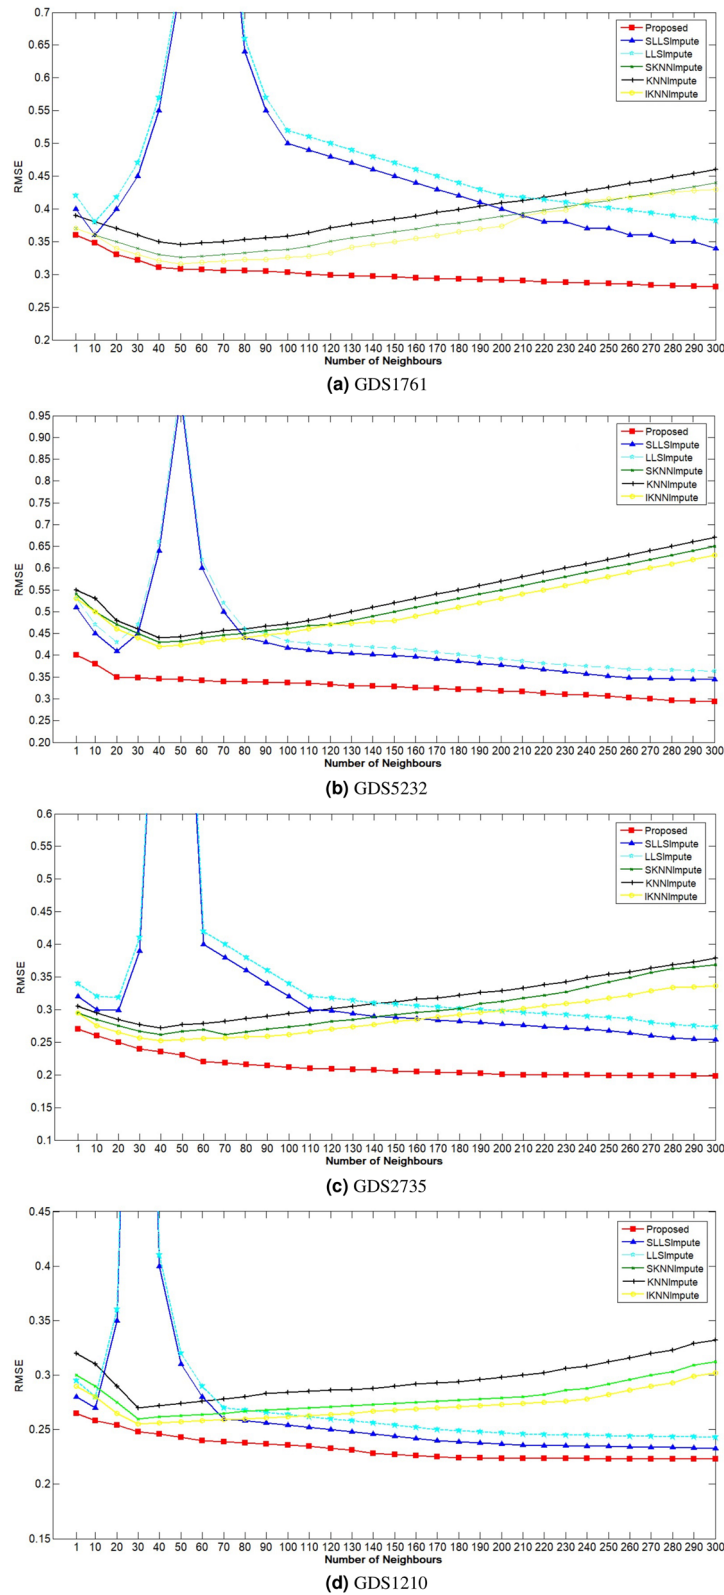 0.7
0.65
0.6
0.55
0.5
0.45
0.4
0.35
0.3
0.25
0.2
RMSE
Proposed
SLLSImpute
LLSImpute
SKNNImpute
KNNImpute
IKNNImpute
1 10 20 30 40 50 60 70 80 90 100 110 120 130 140 150 160 170 180 190 200 210 220 230 240 250 260 270 280 290 300
Number of Neighbours
(a) GDS1761
0.95
0.90
0.85
0.80
0.75
0.70
0.65
0.60
0.55
0.5
0.45
0.4
0.35
0.3
0.25
0.20
RMSE
Proposed
SLLSImpute
LLSImpute
SKNNImpute
KNNImpute
IKNNImpute
1 10 20 30 40 50 60 70 80 90 100 110 120 130 140 150 160 170 180 190 200 210 220 230 240 250 260 270 280 290 300
Number of Neighbours
(b) GDS5232
0.6
0.55
0.5
0.45
0.4
0.35
0.3
0.25
0.2
0.15
0.1
RMSE
Proposed
SLLSImpute
LLSImpute
SKNNImpute
KNNImpute
IKNNImpute
1 10 20 30 40 50 60 70 80 90 100 110 120 130 140 150 160 170 180 190 200 210 220 230 240 250 260 270 280 290 300
Number of Neighbours
(c) GDS2735
0.45
0.4
0.35
0.3
0.25
0.2
0.15
RMSE
Proposed
SLLSImpute
LLSImpute
SKNNImpute
KNNImpute
IKNNImpute
1 10 20 30 40 50 60 70 80 90 100 110 120 130 140 150 160 170 180 190 200 210 220 230 240 250 260 270 280 290 300
Number of Neighbours
(d) GDS1210